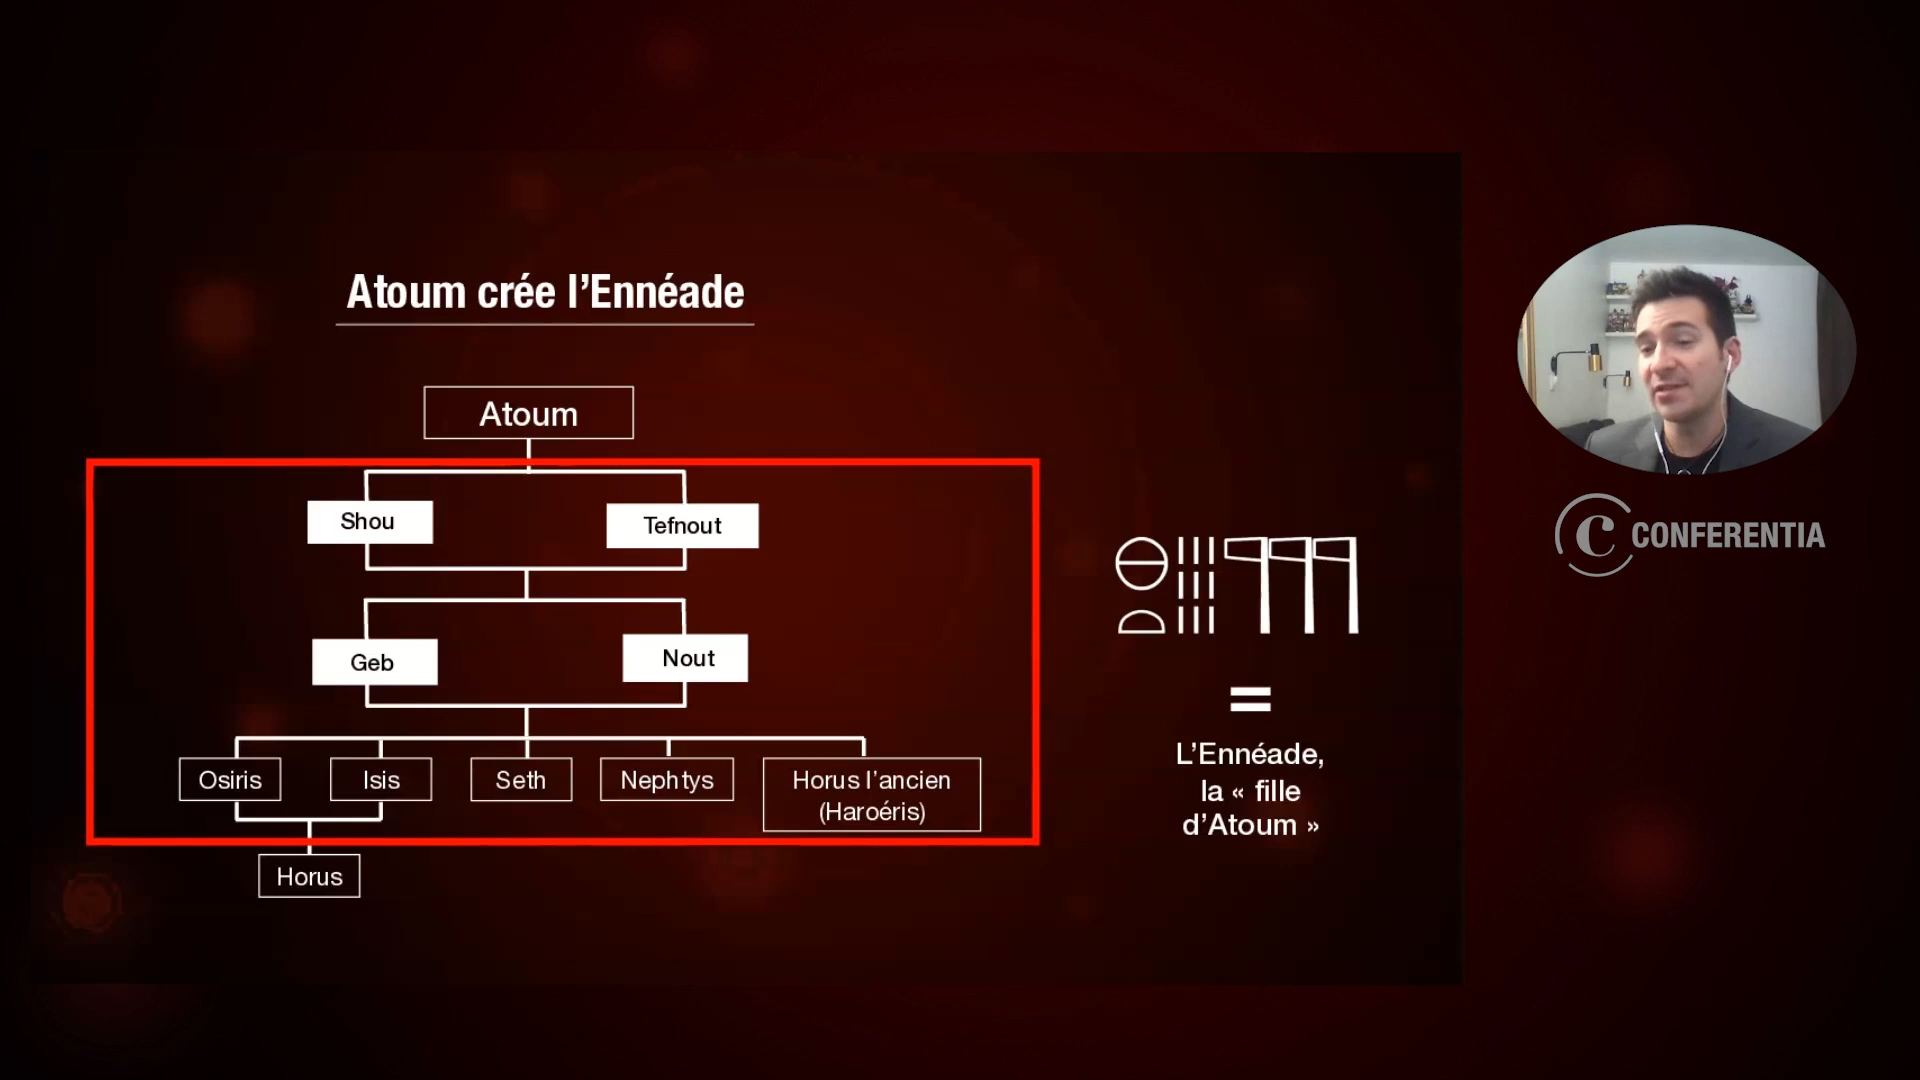 Atoum crée l’Ennéade
Atoum
Shou
Tefnout
Geb
Nout
Osiris
Isis
Seth
Nephtys
Horus l’ancien
(Haroéris)
Horus
=
L’Ennéade,
la « fille
d’Atoum »
C CONFERENTIA